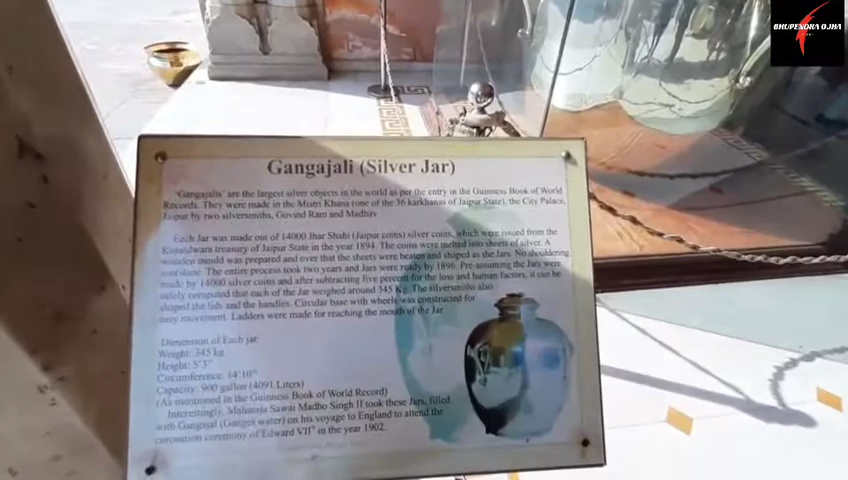 BHUPENDRA OJHA
Gangajali (Silver Jar)
"Gangajalis" are the largest silver objects in the world as per the entry in the Guinness Book of World
Records. They were made in the Mistri Khana (one of the 36 karkhanas of Jaipur State), the City Palace,
Jaipur by two silversmiths, Govind Ram and Madhav
Each Jar was made out of 14000 Jhar Shahi (Jaipur coins) silver coins, which were issued from the
treasury of Jaipur State in the year 1894. The coins were melted into sheets of silver. A
wooden mould was prepared and over that the sheets were beaten and shaped as the Jars. No shouldering
was done. The entire process took two years and Jars were ready by 1896. Pre-assuming the Jars were
made by 14000 silver coins and after subtracting five percent for the loss and human factors, it can be
safely computed that each of the Jar weighed around 345 Kg. The silversmiths also
shaped the lids and the handles. Circular base with wheels was constructed for
easy movement. Ladders were made for reaching the mouth of the Jar.
Dimension of Each jar
Weight: 345 kg
Height: 5'3"
Circumference: 14'10"
Capacity: 900 gallon (4091 Liters)
(As mentioned in the Guinness Book of World Record)
Interestingly, Maharaja Sawai Madho Singh II took these Jars, filled
with Gangajal (Ganges water) on his voyage to England to attend the
coronation ceremony of Edward VIIth in the year 1902.